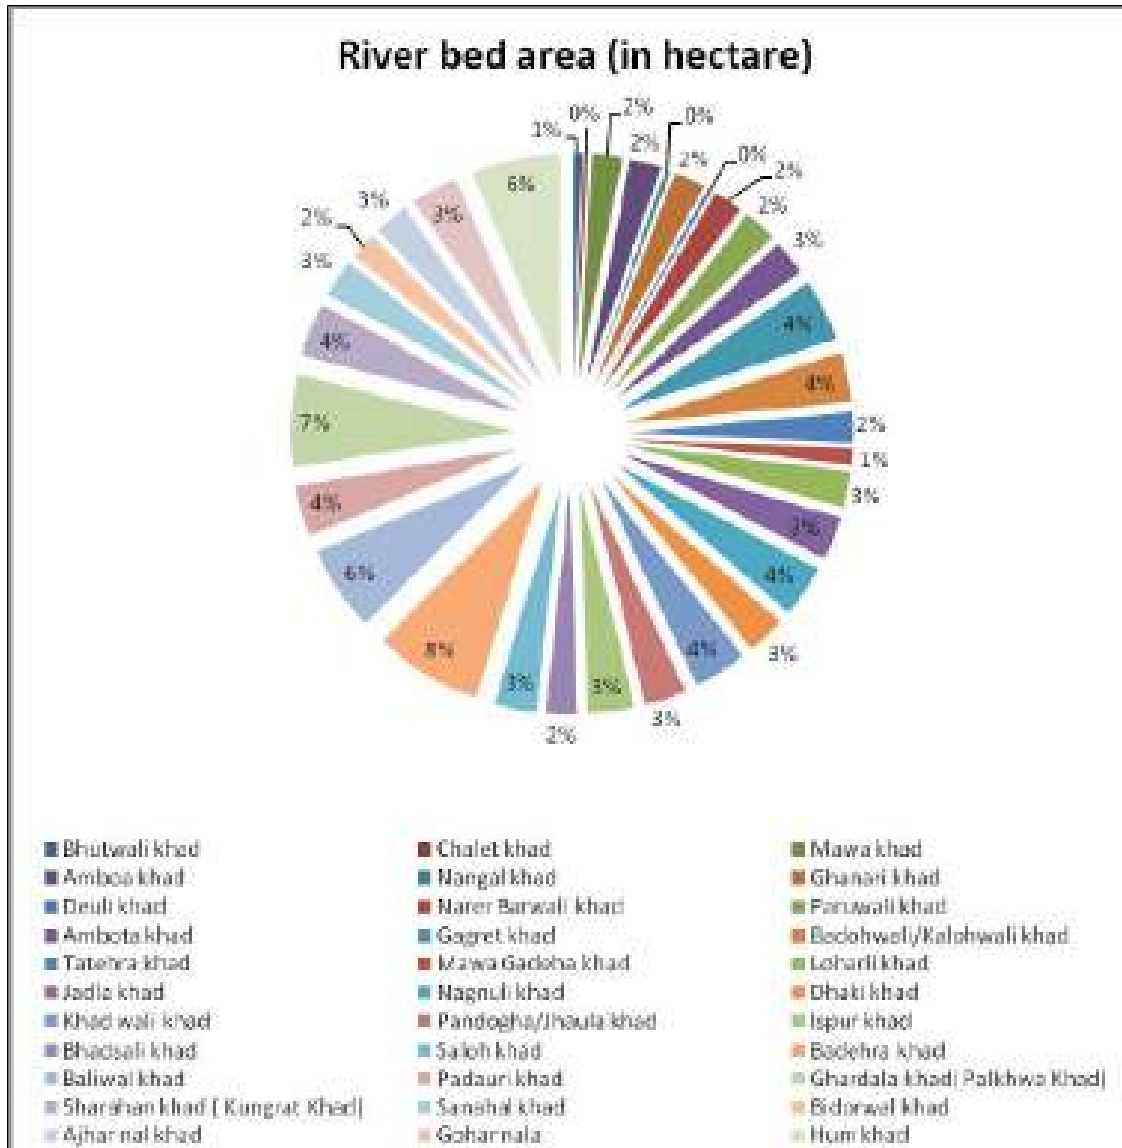 River bed area (in hectare)
1%
0%
2%
2%
0%
2%
0%
2%
2%
3%
4%
4%
2%
1%
3%
3%
4%
3%
4%
3%
3%
2%
3%
8%
6%
4%
7%
4%
3%
2%
3%
3%
6%
Bhutwali khad Chalet khad Mawa khad
Amboa khad Nangal khad Ghanari khad
Deuli khad Narer Barwali khad Paruwali khad
Ambota khad Gagret khad Badohwali/Kalohwali khad
Tatehra khad Mawa Gadeha khad Loharli khad
Jadla khad Nagnuli khad Dhaki khad
Khad wali khad Pandogha/Jhaula khad Ispur khad
Bhadsali khad Saloh khad Badehra khad
Baliwal khad Padauri khad Ghardala khad( Palkhwa Khad)
Sharahan khad ( Kungrat Khad) Sanahal khad Bidorwal khad
Ajhar nal khad Gohar nala Hum khad